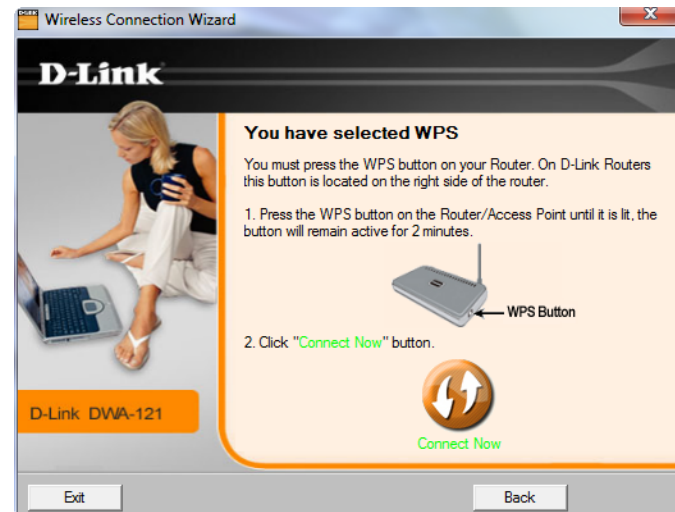 Wireless Connection Wizard
D-Link
You have selected WPS
You must press the WPS button on your Router. On D-Link Routers
this button is located on the right side of the router.
1. Press the WPS button on the Router/Access Point until it is lit, the
button will remain active for 2 minutes.
WPS Button
2. Click "Connect Now" button.
D-Link DWA-121
Connect Now
Exit
Back